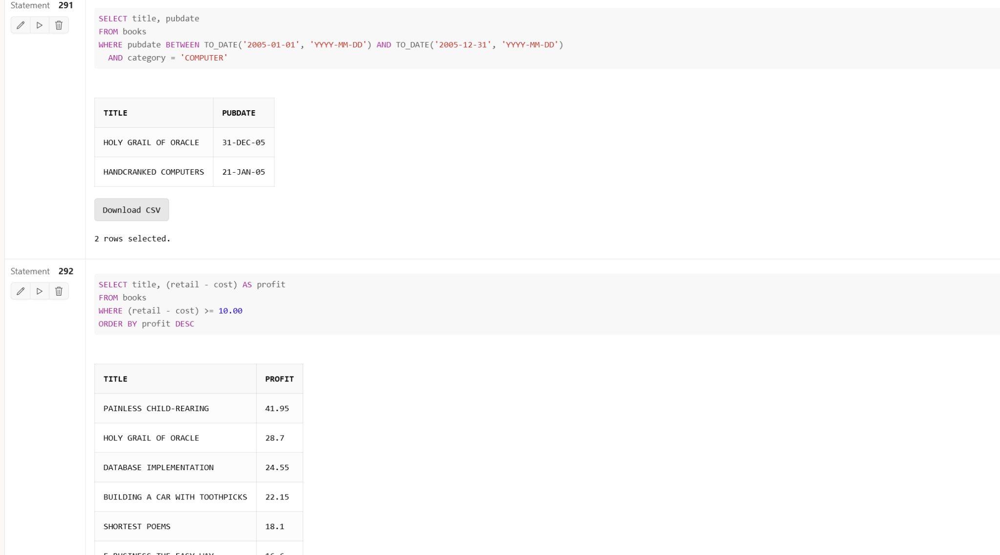 Statement 291
SELECT title, pubdate
FROM books
WHERE pubdate BETWEEN TO_DATE('2005-01-01', 'YYYY-MM-DD') AND TO_DATE('2005-12-31', 'YYYY-MM-DD')
AND category = 'COMPUTER'
TITLE PUBDATE
HOLY GRAIL OF ORACLE 31-DEC-05
HANDCRANKED COMPUTERS 21-JAN-05
Download CSV
2 rows selected.
Statement 292
SELECT title, (retail - cost) AS profit
FROM books
WHERE (retail - cost) >= 10.00
ORDER BY profit DESC
TITLE PROFIT
PAINLESS CHILD-REARING 41.95
HOLY GRAIL OF ORACLE 28.7
DATABASE IMPLEMENTATION 24.55
BUILDING A CAR WITH TOOTHPICKS 22.15
SHORTEST POEMS 18.1